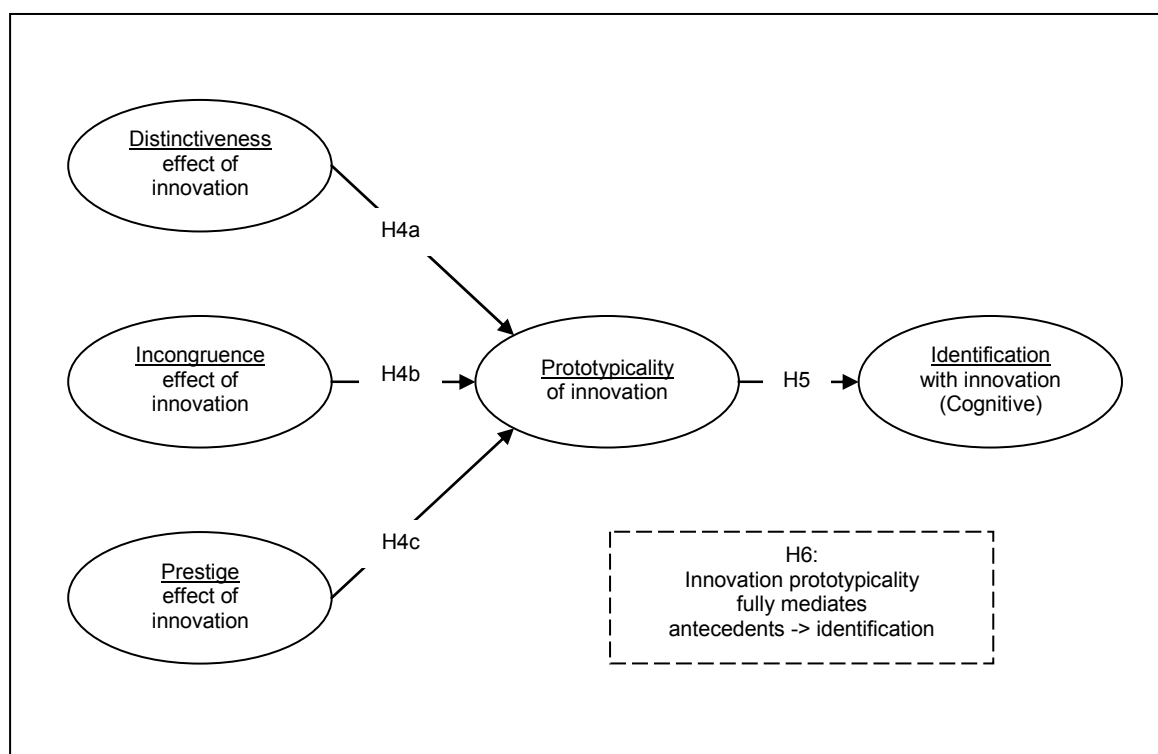 Distinctiveness
effect of
innovation
H4a
Incongruence
effect of
innovation
H4b
Prototypicality
of innovation
H5
Identification
with innovation
(Cognitive)
H4c
Prestige
effect of
innovation
H6:
Innovation prototypicality
fully mediates
antecedents -> identification